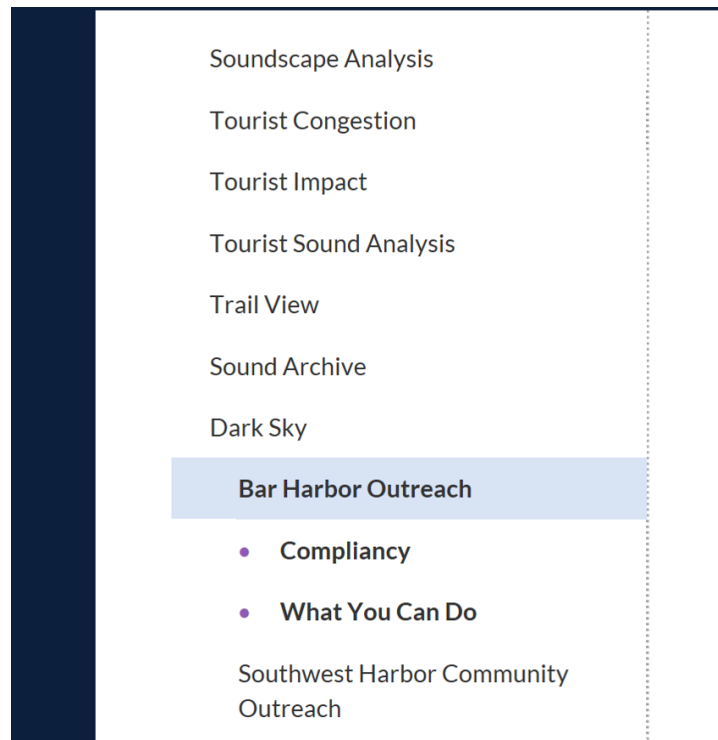 Soundscape Analysis
Tourist Congestion
Tourist Impact
Tourist Sound Analysis
Trail View
Sound Archive
Dark Sky
Bar Harbor Outreach
Compliancy
What You Can Do
Southwest Harbor Community
Outreach